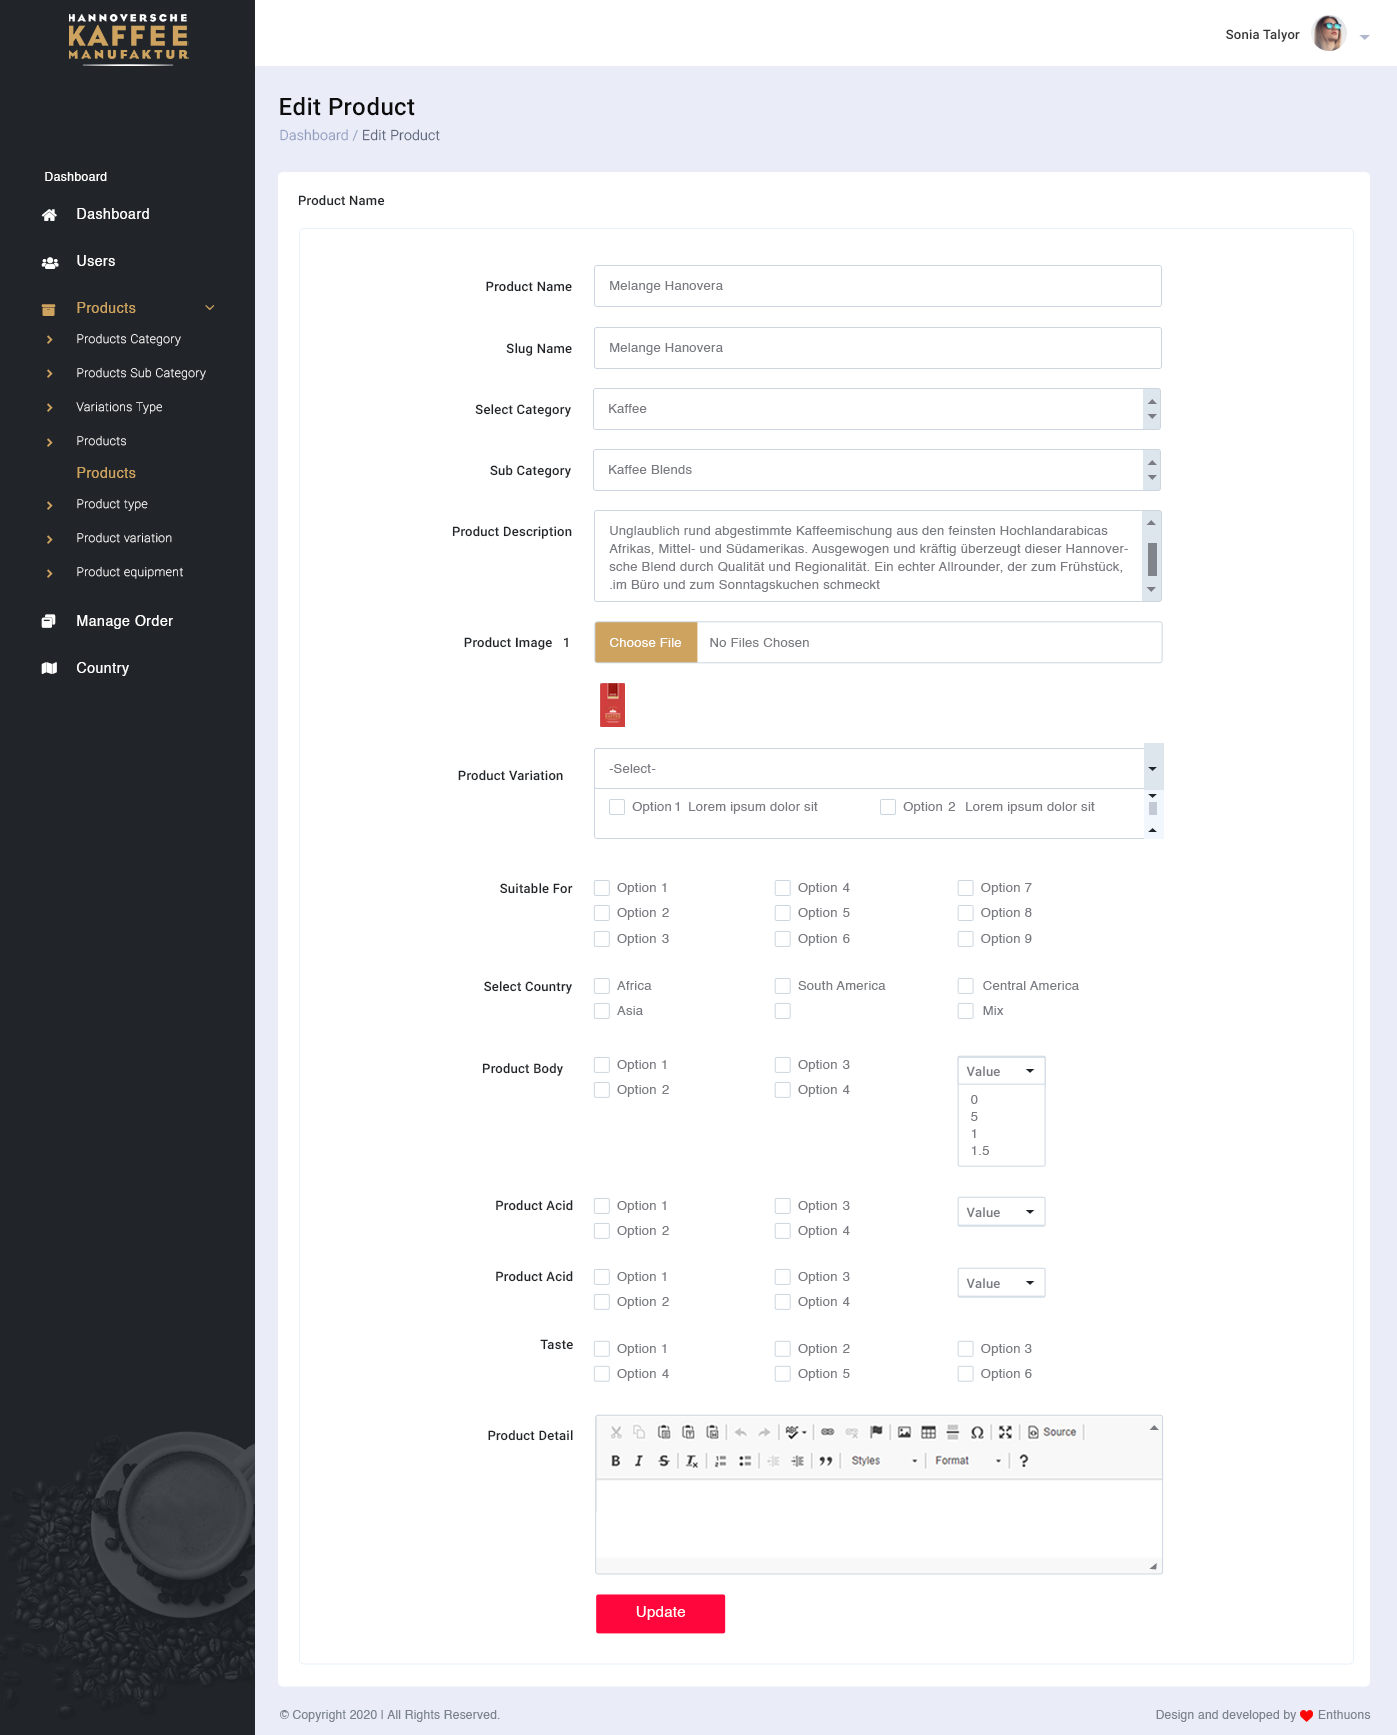 HANNOVERSCHE
KAFFEE
MANUFAKTUR
Sonia Talyor
Edit Product
Dashboard / Edit Product
Dashboard
Dashboard
Users
Products
Products Category
Products Sub Category
Variations Type
Products
Products
Product type
Product variation
Product equipment
Manage Order
Country
Product Name
Product Name
Melange Hanovera
Slug Name
Melange Hanovera
Select Category
Kaffee
Sub Category
Kaffee Blends
Product Description
Unglaublich rund abgestimmte Kaffeemischung aus den feinsten Hochlandarabicas
Afrikas, Mittel- und Südamerikas. Ausgewogen und kräftig überzeugt dieser Hannover-
sche Blend durch Qualität und Regionalität. Ein echter Allrounder, der zum Frühstück,
.im Büro und zum Sonntagskuchen schmeckt
Product Image 1
Choose File No Files Chosen
Product Variation
-Select-
Option 1 Lorem ipsum dolor sit Option 2 Lorem ipsum dolor sit
Suitable For
Option 1 Option 4 Option 7
Option 2 Option 5 Option 8
Option 3 Option 6 Option 9
Select Country
Africa South America Central America
Asia Mix
Product Body
Option 1 Option 3 Value
Option 2 Option 4
0
5
1
1.5
Product Acid
Option 1 Option 3 Value
Option 2 Option 4
Product Acid
Option 1 Option 3 Value
Option 2 Option 4
Taste
Option 1 Option 2 Option 3
Option 4 Option 5 Option 6
Product Detail
Source
B I S Tx Styles Format ?
Update
© Copyright 2020 | All Rights Reserved.
Design and developed by ❤ Enthuons